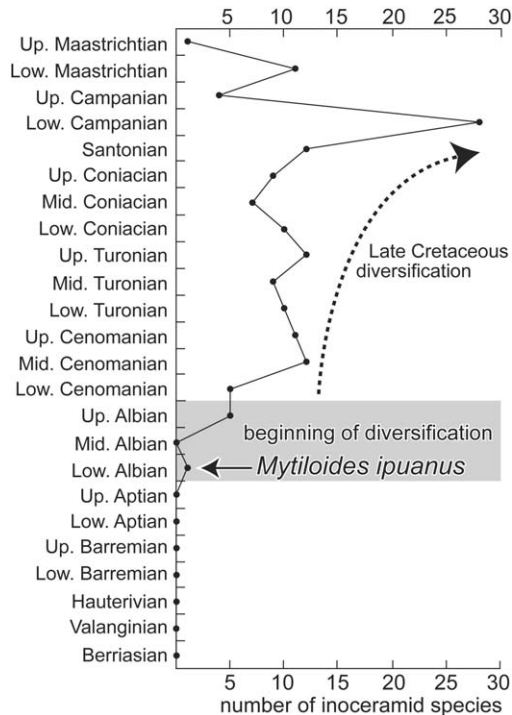 5 10 15 20 25 30
Up. Maastrichtian
Low. Maastrichtian
Up. Campanian
Low. Campanian
Santonian
Up. Coniacian
Mid. Coniacian
Low. Coniacian
Up. Turonian
Mid. Turonian
Low. Turonian
Up. Cenomanian
Mid. Cenomanian
Low. Cenomanian
Up. Albian
Mid. Albian
Low. Albian
Up. Aptian
Low. Aptian
Up. Barremian
Low. Barremian
Hauterivian
Valanginian
Berriasian
Late Cretaceous
diversification
beginning of diversification
Mytiloides ipuanus
5 10 15 20 25 30
number of inoceramid species